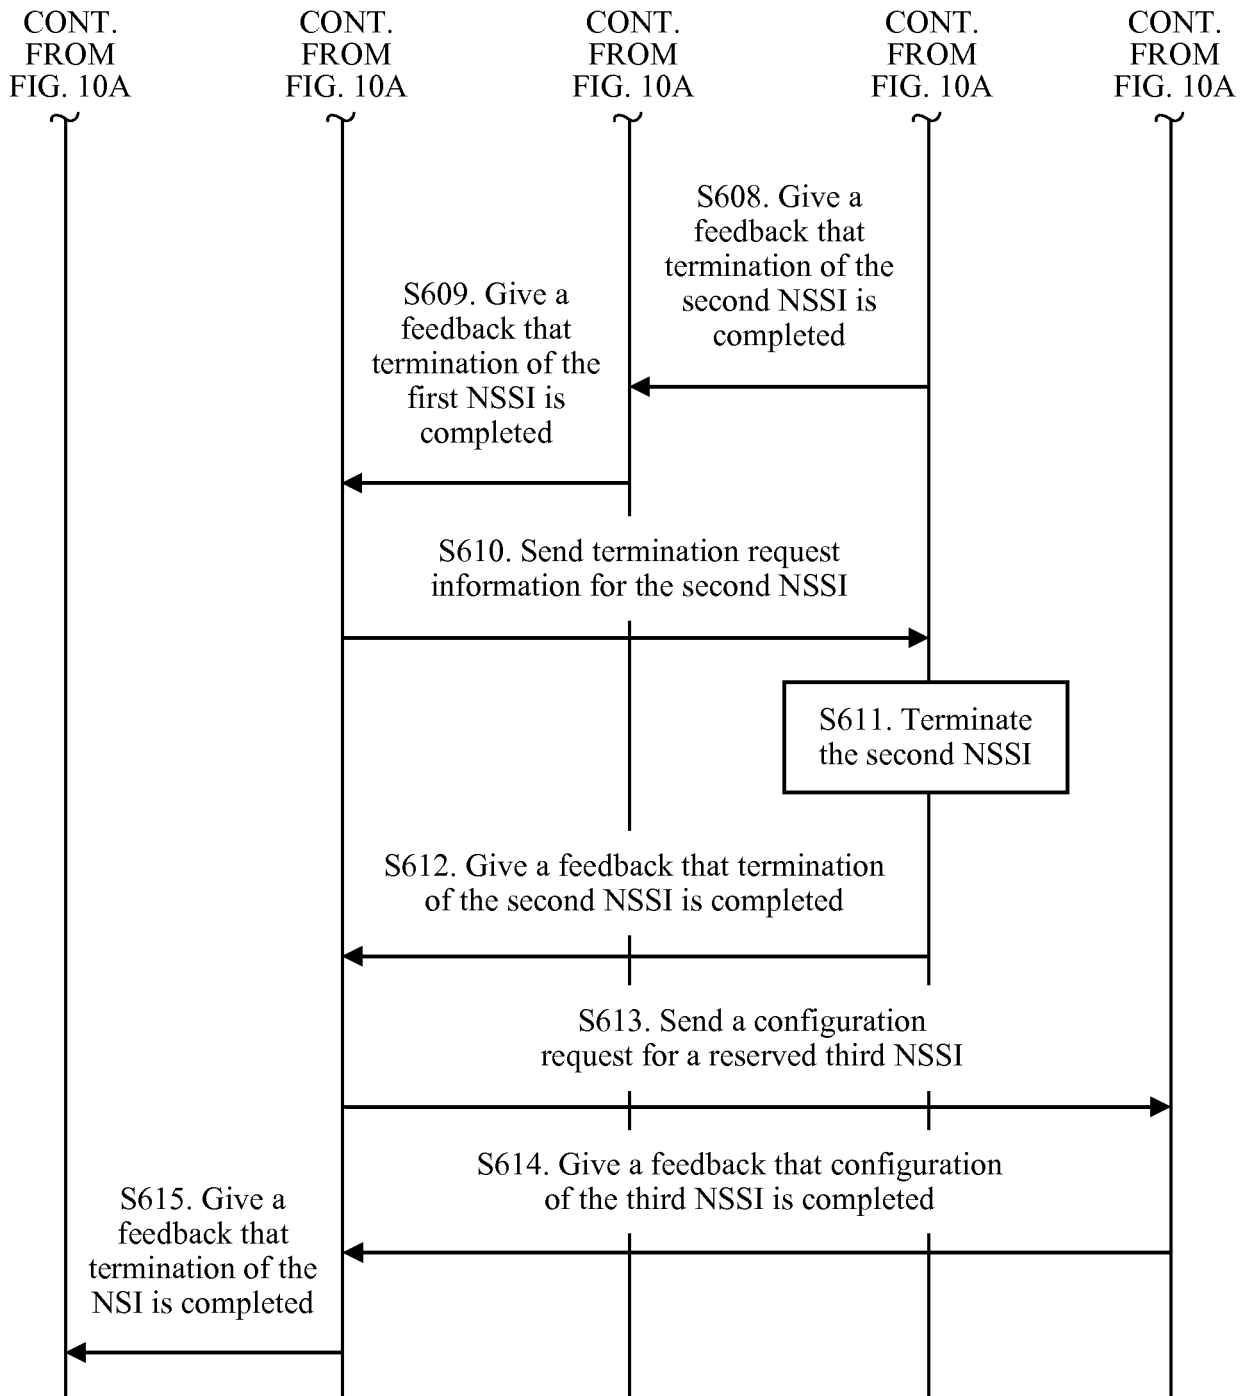 CONT.
FROM
FIG. 10A
CONT.
FROM
FIG. 10A
CONT.
FROM
FIG. 10A
CONT.
FROM
FIG. 10A
CONT.
FROM
FIG. 10A
S608. Give a
feedback that
termination of the
second NSSI is
completed
S609. Give a
feedback that
termination of the
first NSSI is
completed
S610. Send termination request
information for the second NSSI
S611. Terminate
the second NSSI
S612. Give a feedback that termination
of the second NSSI is completed
S613. Send a configuration
request for a reserved third NSSI
S614. Give a feedback that configuration
of the third NSSI is completed
S615. Give a
feedback that
termination of the
NSI is completed